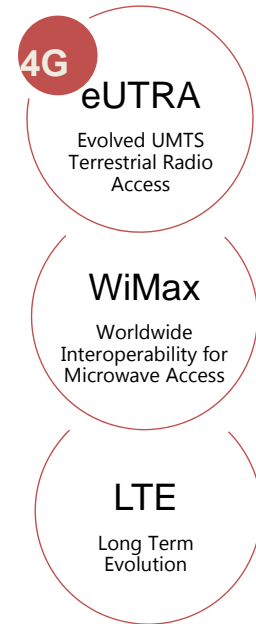 4G
eUTRA
Evolved UMTS
Terrestrial Radio
Access
WiMax
Worldwide
Interoperability for
Microwave Access
LTE
Long Term
Evolution